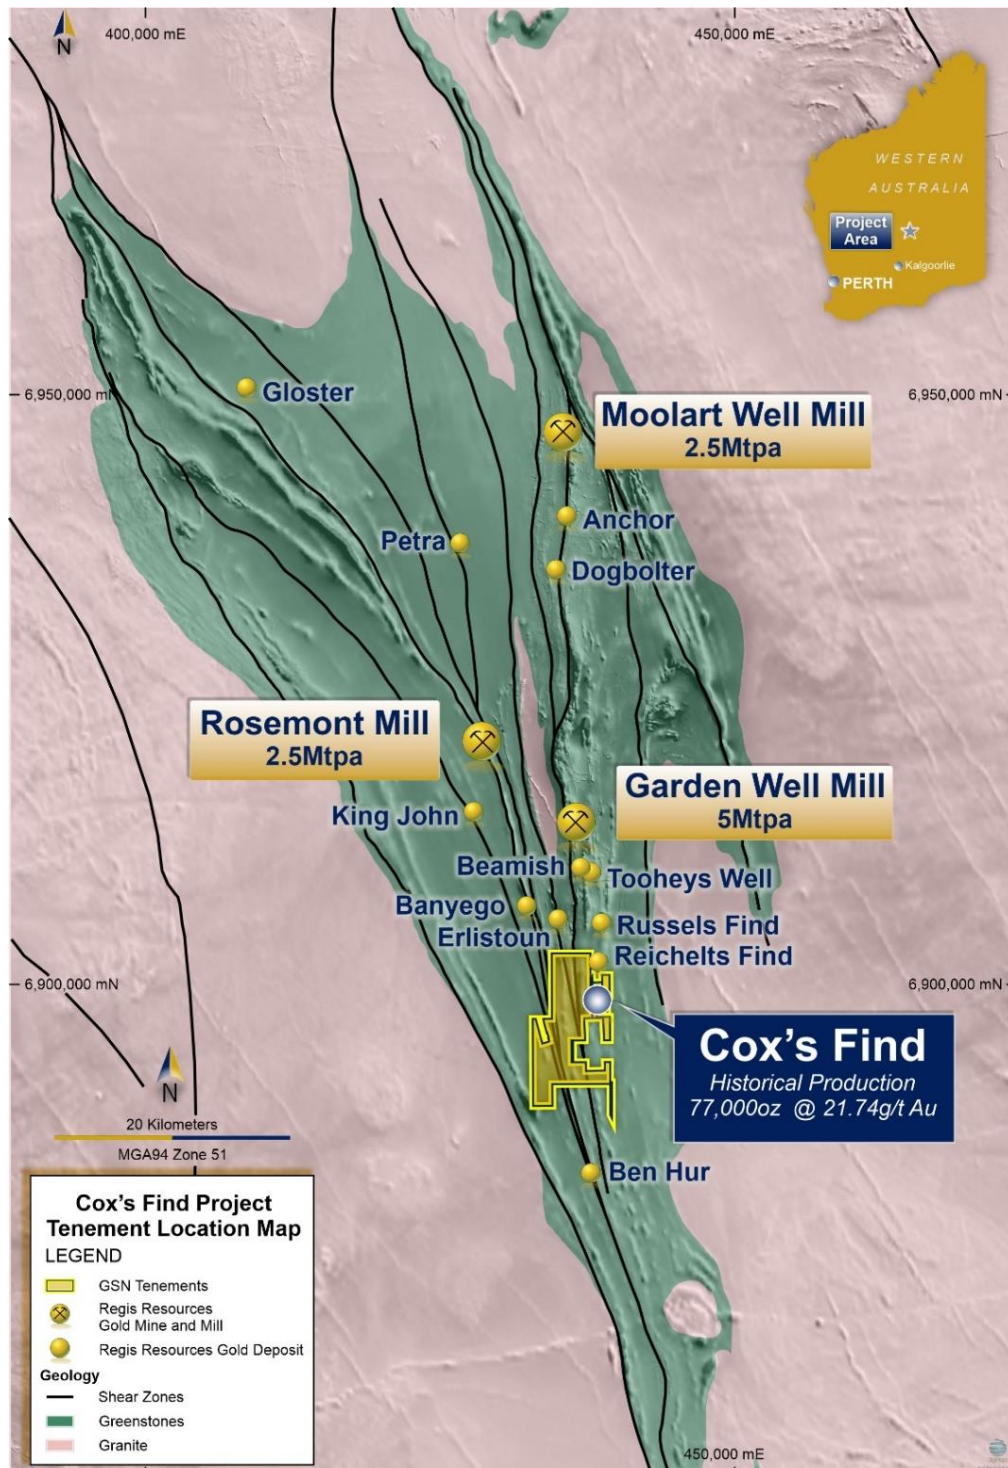 N
400,000 mE
450,000 mE
WESTERN
AUSTRALIA
Project
Area
Kalgoorlie
PERTH
6,950,000 mN
6,950,000 mN
Gloster
Moolart Well Mill
2.5Mtpa
Anchor
Petra
Dogbolter
Rosemont Mill
2.5Mtpa
Garden Well Mill
5Mtpa
King John
Beamish
Tooheys Well
Banyego
Erlistoun
Russels Find
Reichelts Find
6,900,000 mN
6,900,000 mN
Cox's Find
Historical Production
77,000oz @ 21.74g/t Au
N
20 Kilometers
MGA94 Zone 51
Ben Hur
Cox's Find Project
Tenement Location Map
LEGEND
GSN Tenements
Regis Resources
Gold Mine and Mill
Regis Resources Gold Deposit
Geology
Shear Zones
Greenstones
Granite
450,000 mE